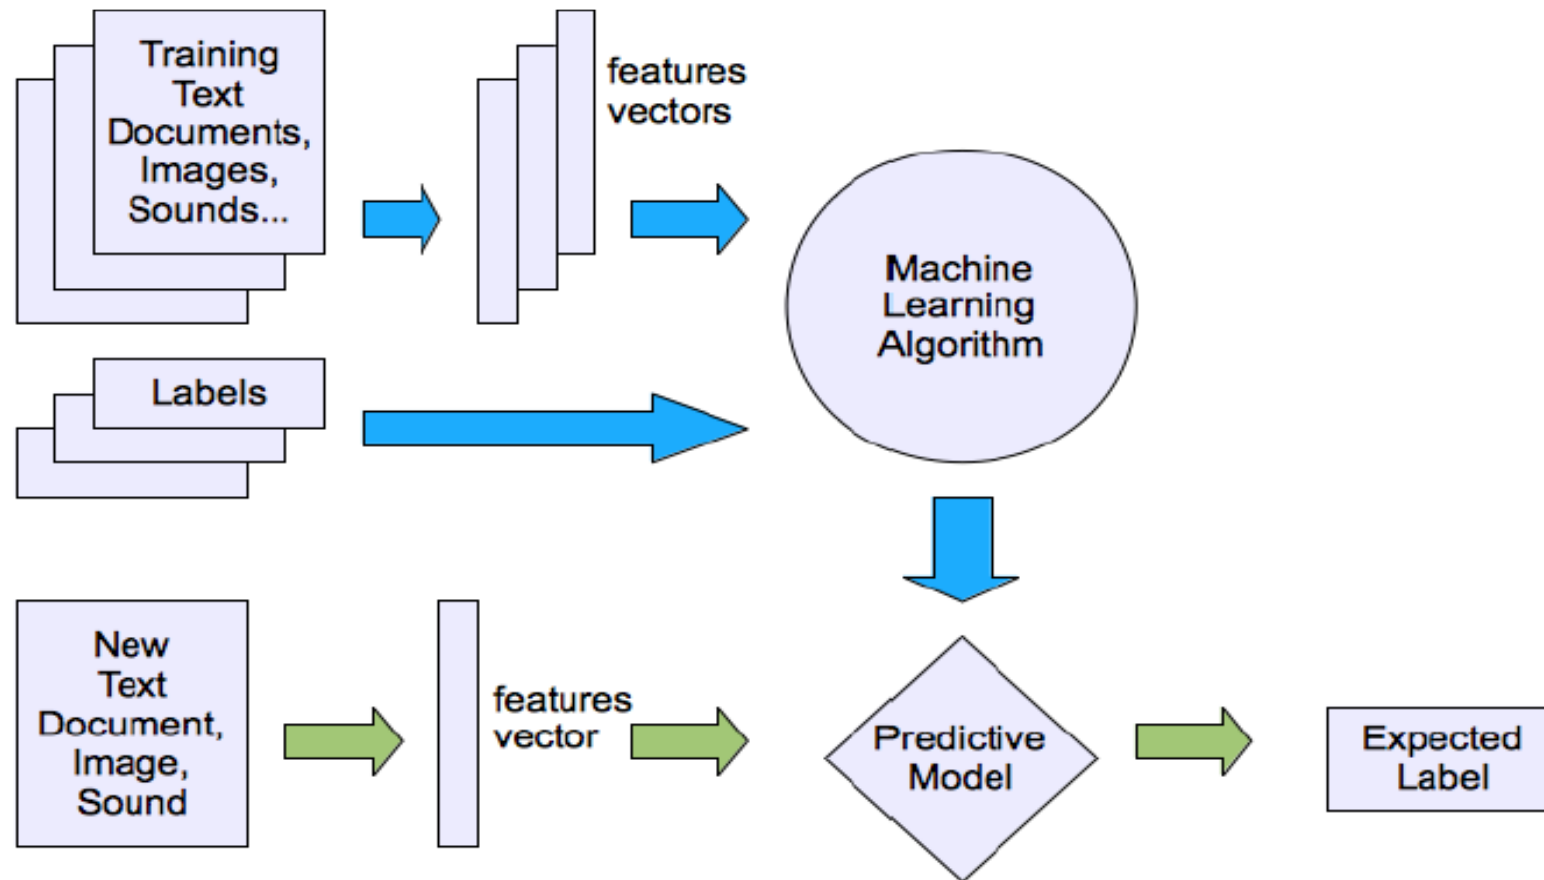 Training
Text
Documents,
Images,
Sounds...
features
vectors
Machine
Learning
Algorithm
Labels
New
Text
Document,
Image,
Sound
features
vector
Predictive
Model
Expected
Label